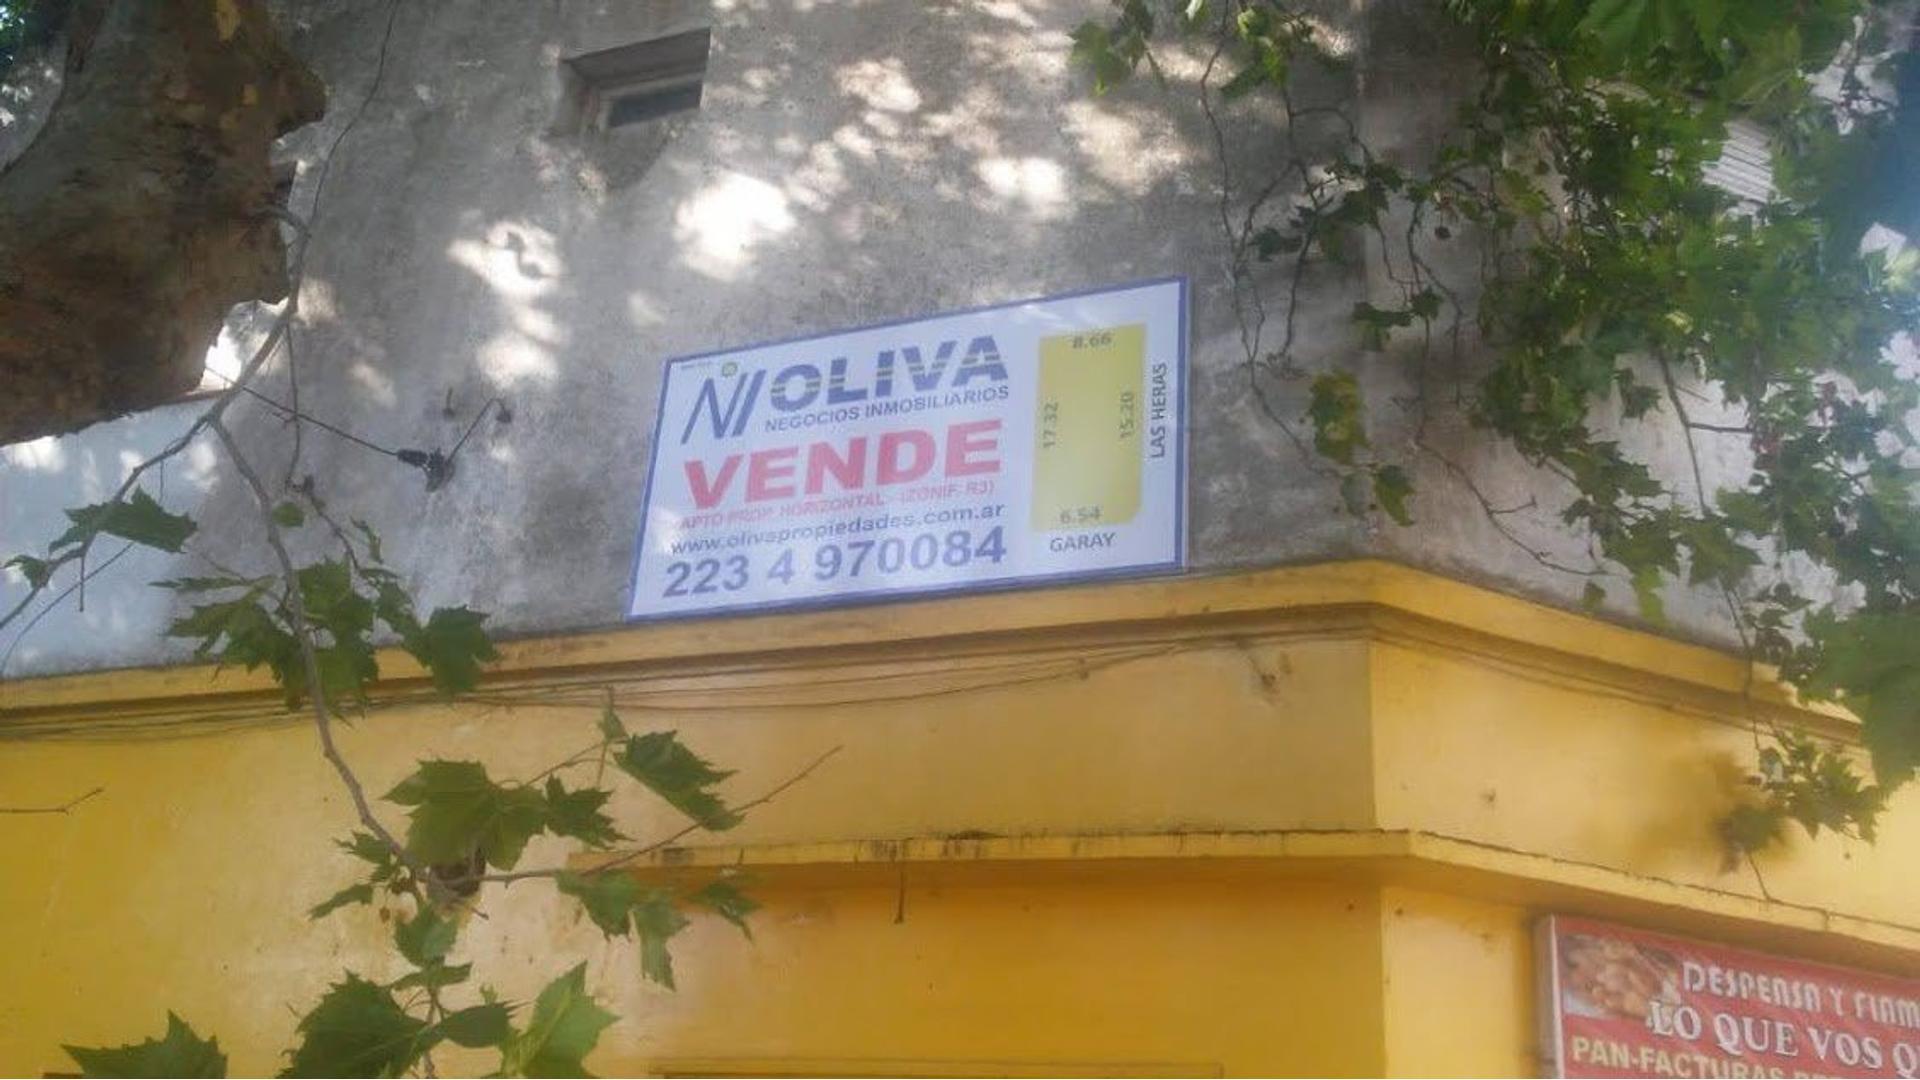 OLIVA
NEGOCIOS INMOBILIARIOS
VENDE
APTO PROP. HORIZONTAL - (ZONIF. R3)
www.olivapropiedades.com.ar
223 4 970084
8.66
17.32
15.20
LAS HERAS
6.54
GARAY
DESPENSA Y FIAM
LO QUE VOS Q
PAN-FACTURAS